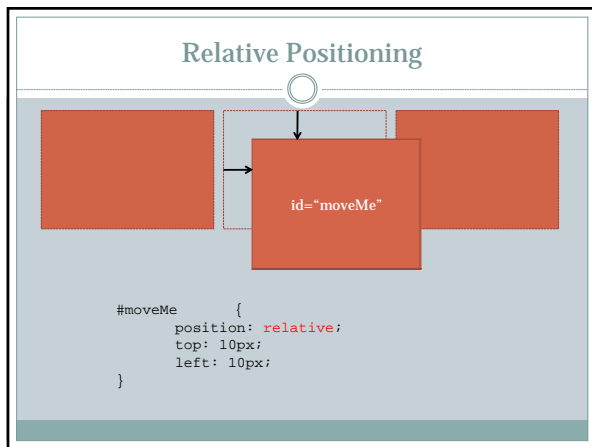 Relative Positioning
id=“moveMe”
#moveMe {
position: relative;
top: 10px;
left: 10px;
}